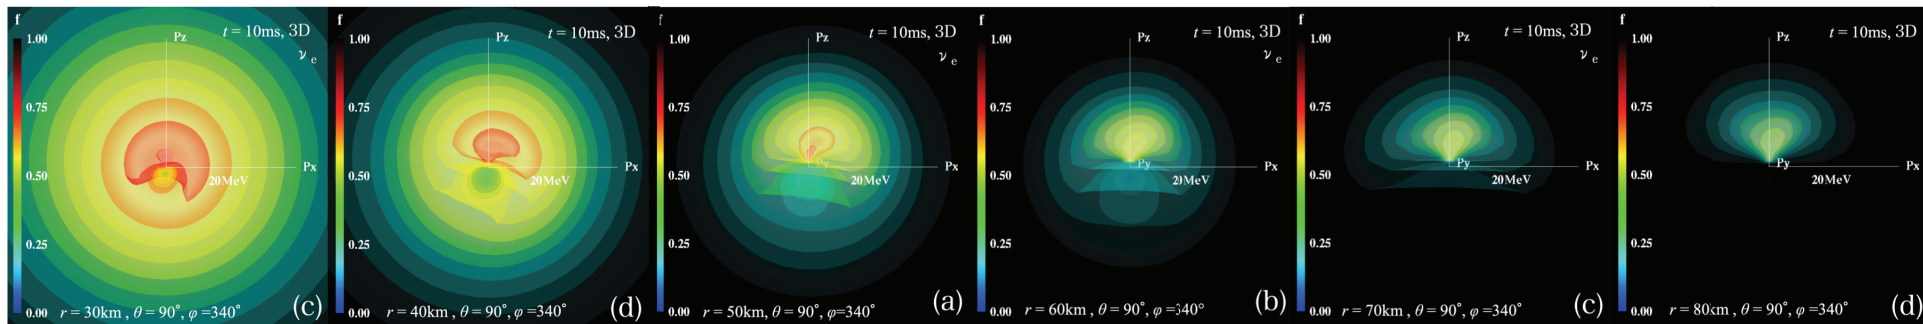 f
t = 10ms, 3D
ν e
Pz
1.00
0.75
0.50
0.25
0.00
Px
20MeV
r = 30km , θ = 90°, φ =340°
(c)
f
t = 10ms, 3D
ν e
Pz
1.00
0.75
0.50
0.25
0.00
Px
20MeV
r = 40km , θ = 90°, φ =340°
(d)
f
t = 10ms, 3D
ν e
Pz
1.00
0.75
0.50
0.25
0.00
Py
Px
20MeV
r = 50km, θ = 90°, φ=340°
(a)
f
t = 10ms, 3D
ν e
Pz
1.00
0.75
0.50
0.25
0.00
Py
Px
20MeV
r = 60km , θ = 90°, φ =340°
(b)
f
t = 10ms, 3D
ν e
Pz
1.00
0.75
0.50
0.25
0.00
Py
Px
20MeV
r = 70km , θ = 90°, φ =340°
(c)
f
t = 10ms, 3D
Pz
1.00
0.75
0.50
0.25
0.00
Px
20MeV
r = 80km , θ = 90°, φ =340°
(d)